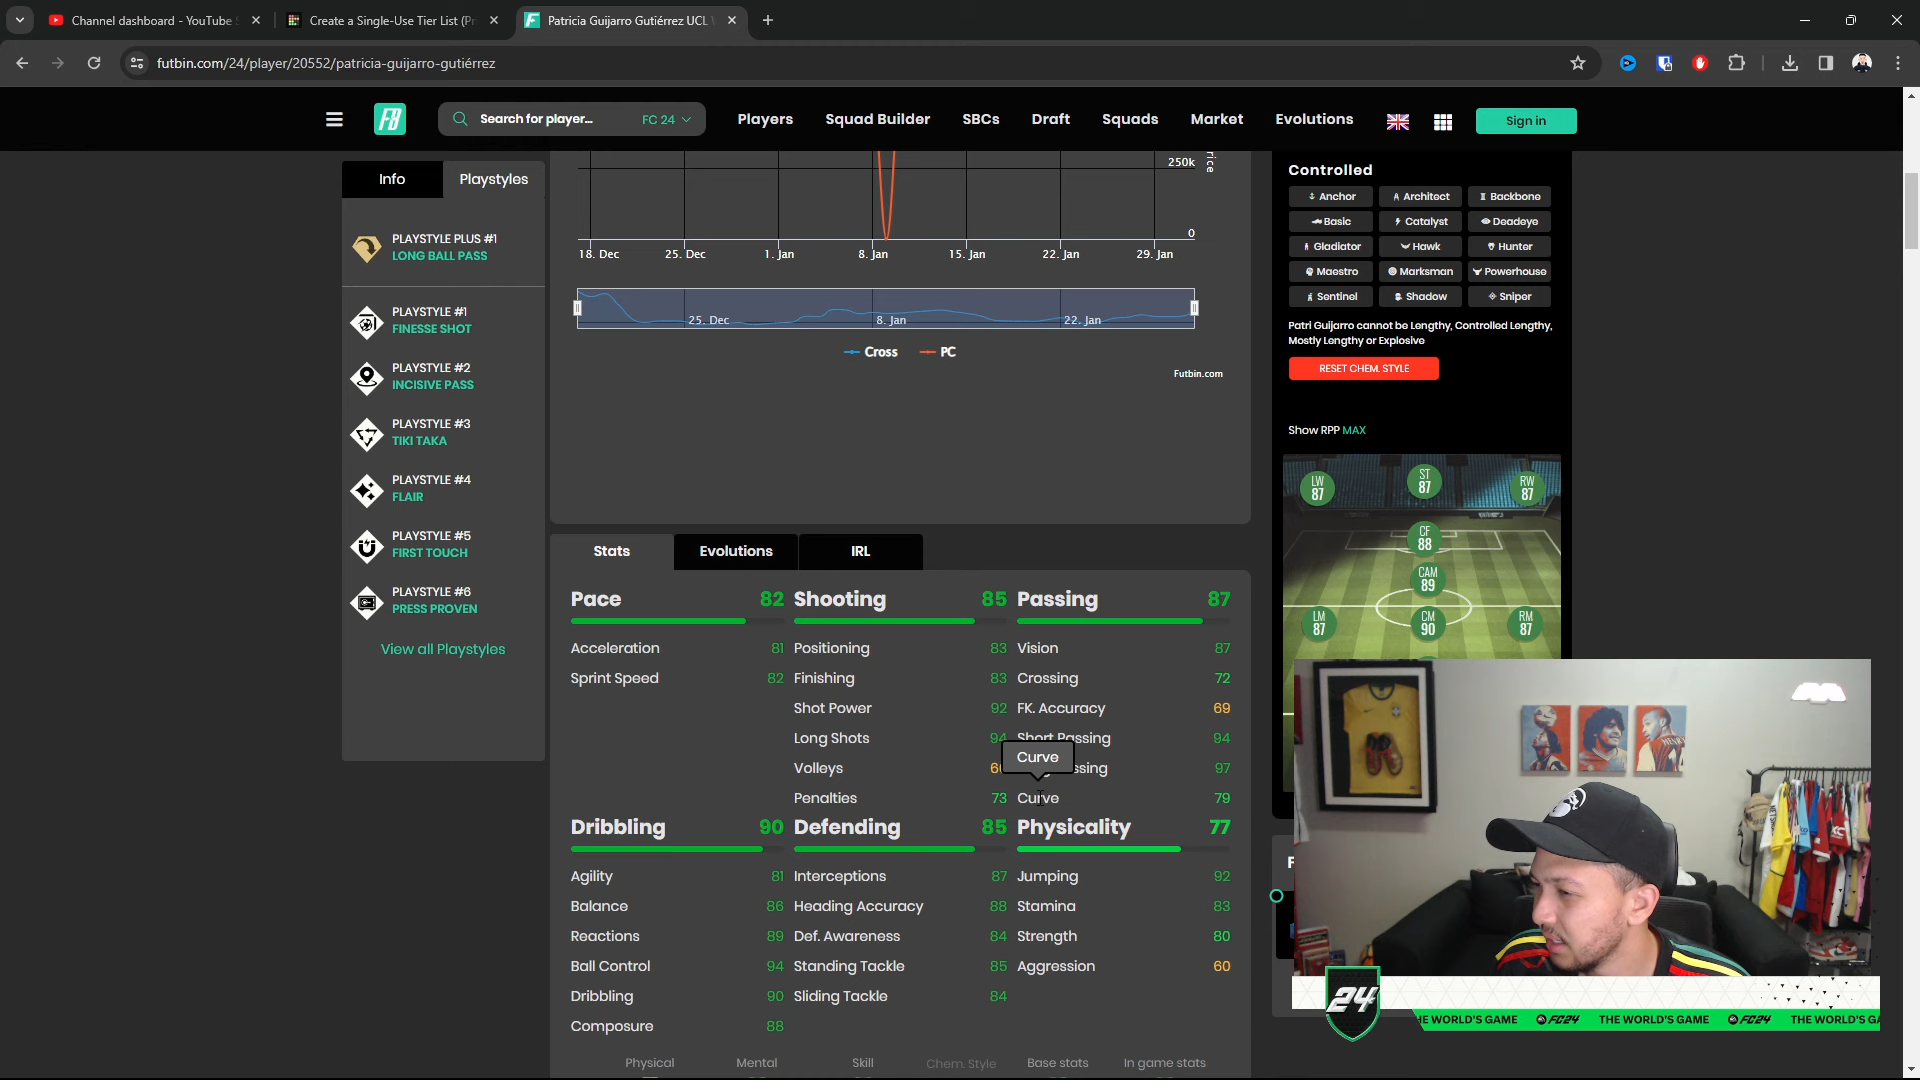 Channel dashboard - YouTube
Create a Single-Use Tier List (Pr
Patricia Guijarro Gutiérrez UCL
futbin.com/24/player/20552/patricia-guijarro-gutiérrez
FB
Search for player...
FC 24
Players
Squad Builder
SBCs
Draft
Squads
Market
Evolutions
Sign in
Info
Playstyles
PLAYSTYLE PLUS #1
LONG BALL PASS
PLAYSTYLE #1
FINESSE SHOT
PLAYSTYLE #2
INCISIVE PASS
PLAYSTYLE #3
TIKI TAKA
PLAYSTYLE #4
FLAIR
PLAYSTYLE #5
FIRST TOUCH
PLAYSTYLE #6
PRESS PROVEN
View all Playstyles
250k
rice
0
18. Dec 25. Dec 1. Jan 8. Jan 15. Jan 22. Jan 29. Jan
25. Dec 8. Jan 22. Jan
Cross PC
Futbin.com
Stats
Evolutions
IRL
Pace 82
Acceleration 81
Sprint Speed 82
Shooting 85
Positioning 83
Finishing 83
Shot Power 92
Long Shots 94
Volleys
Penalties 73
Passing 87
Vision 87
Crossing 72
FK. Accuracy 69
Short Passing 94
Curve
ssing 97
Curve 79
Dribbling 90
Agility 81
Balance 86
Reactions 89
Ball Control 94
Dribbling 90
Composure 88
Defending 85
Interceptions 87
Heading Accuracy 88
Def. Awareness 84
Standing Tackle 85
Sliding Tackle 84
Physicality 77
Jumping 92
Stamina 83
Strength 80
Aggression 60
Physical Mental Skill Chem. Style Base stats In game stats
Controlled
Anchor Architect Backbone
Basic Catalyst Deadeye
Gladiator Hawk Hunter
Maestro Marksman Powerhouse
Sentinel Shadow Sniper
Patri Guijarro cannot be Lengthy, Controlled Lengthy,
Mostly Lengthy or Explosive
RESET CHEM. STYLE
Show RPP MAX
LW 87
ST 87
RW 87
CF 88
CAM 89
LM 87
CM 90
RM 87
24
HE WORLD'S GAME FC24 THE WORLD'S GAME FC24 THE WORLD'S GA